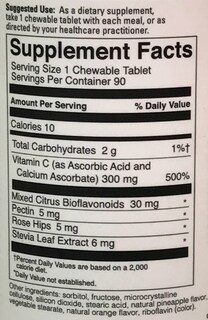 Suggested Use: As a dietary supplement,
take 1 chewable tablet with each meal, or as
directed by your healthcare practitioner.
Supplement Facts
Serving Size 1 Chewable Tablet
Servings Per Container 90
Amount Per Serving % Daily Value
Calories 10
Total Carbohydrates 2 g 1%†
Vitamin C (as Ascorbic Acid and
Calcium Ascorbate) 300 mg 500%
Mixed Citrus Bioflavonoids 30 mg *
Pectin 5 mg *
Rose Hips 5 mg *
Stevia Leaf Extract 6 mg *
†Percent Daily Values are based on a 2,000
calorie diet.
*Daily Value not established.
Other ingredients: sorbitol, fructose, microcrystalline
cellulose, silicon dioxide, stearic acid, natural pineapple flavor,
vegetable stearate, natural orange flavor, riboflavin (color).